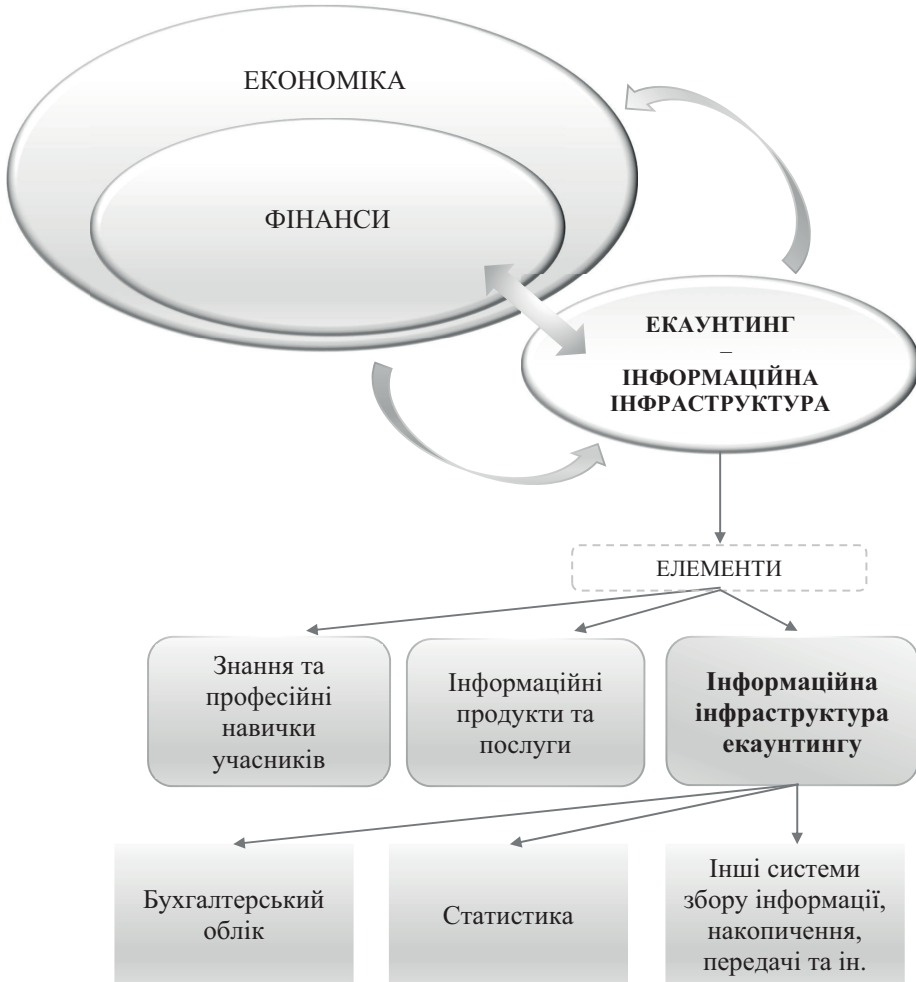 ЕКОНОМІКА
ФІНАНСИ
ЕКАУНТИНГ
–
ІНФОРМАЦІЙНА
ІНФРАСТРУКТУРА
ЕЛЕМЕНТИ
Знання та
професійні
навички
учасників
Інформаційні
продукти та
послуги
Інформаційна
інфраструктура
екаунтингу
Бухгалтерський
облік
Статистика
Інші системи
збору інформації,
накопичення,
передачі та ін.